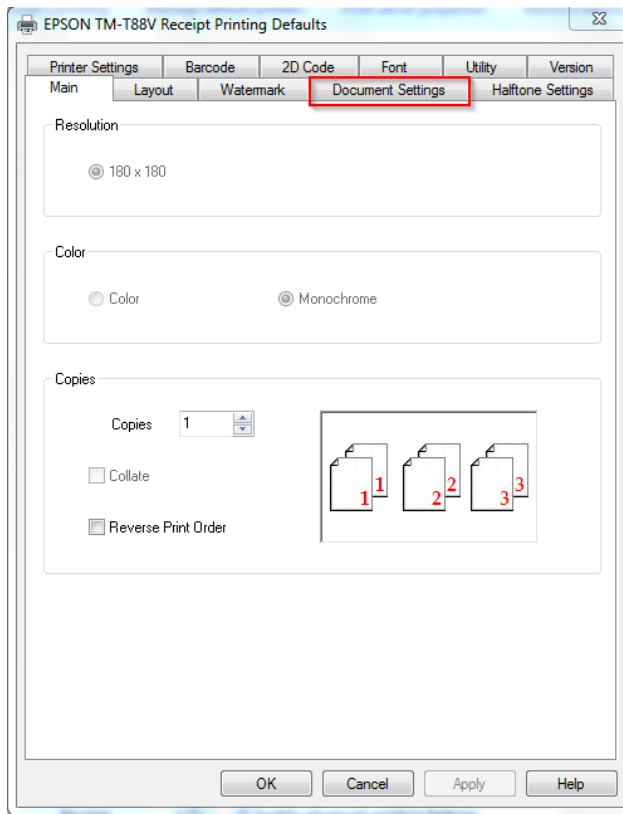 EPSON TM-T88V Receipt Printing Defaults
Printer Settings Barcode 2D Code Font Utility Version
Main Layout Watermark Document Settings Halftone Settings
Resolution
180 x 180
Color
Color Monochrome
Copies
Copies 1
Collate
1 1 2 2 3 3
Reverse Print Order
OK Cancel Apply Help